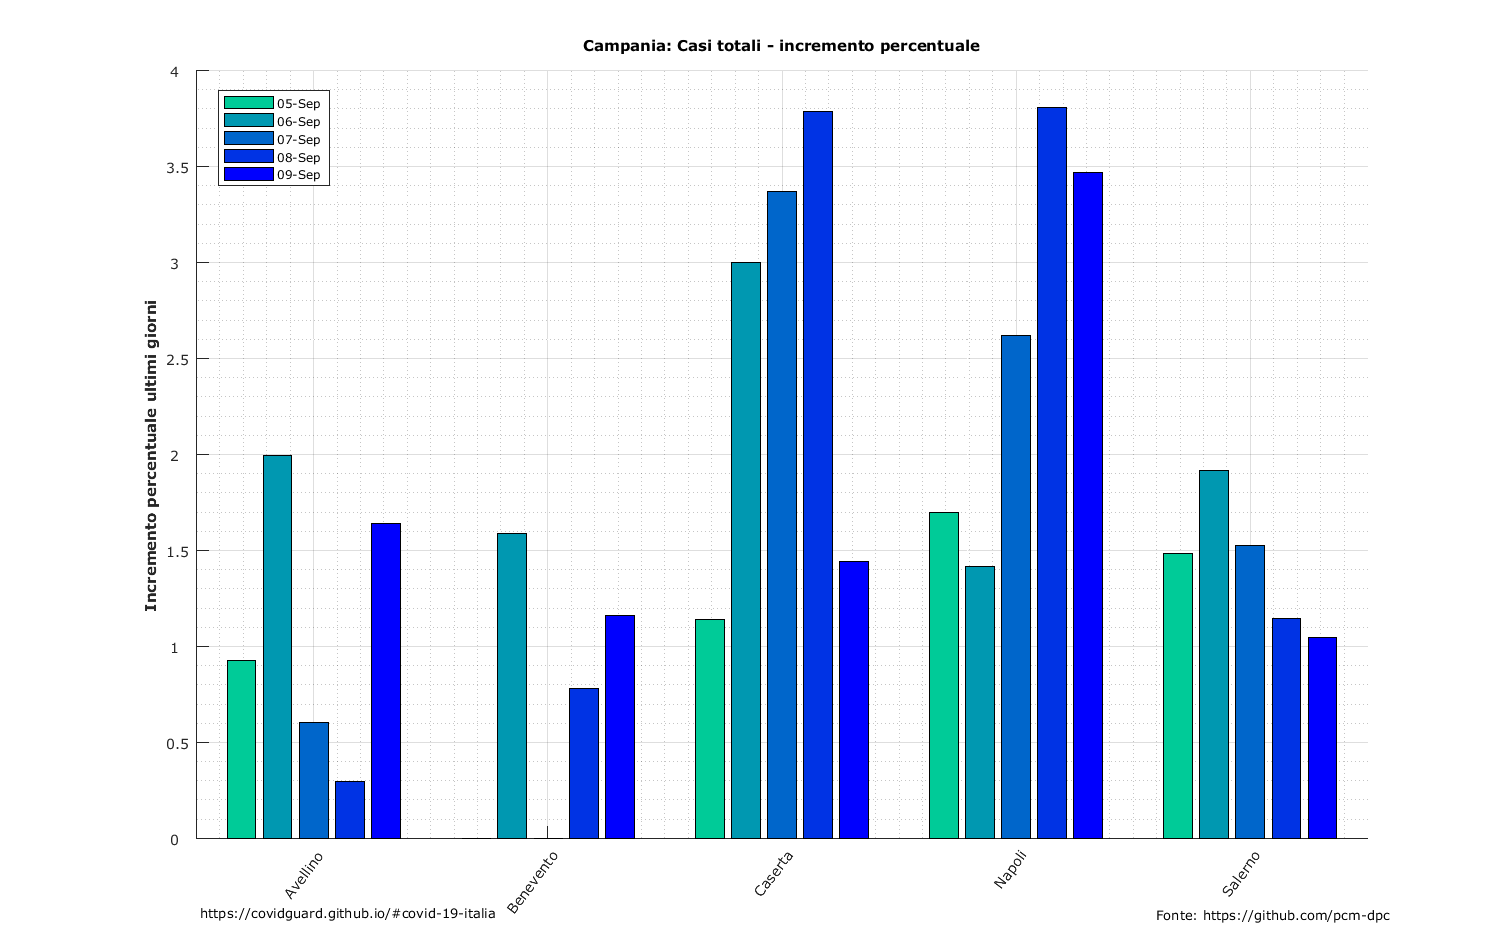 Campania: Casi totali - incremento percentuale
4
3.5
3
2.5
2
1.5
1
0.5
0
Incremento percentuale ultimi giorni
05-Sep
06-Sep
07-Sep
08-Sep
09-Sep
Avellino
Benevento
Caserta
Napoli
Salerno
https://covidguard.github.io/#covid-19-italia
Fonte: https://github.com/pcm-dpc